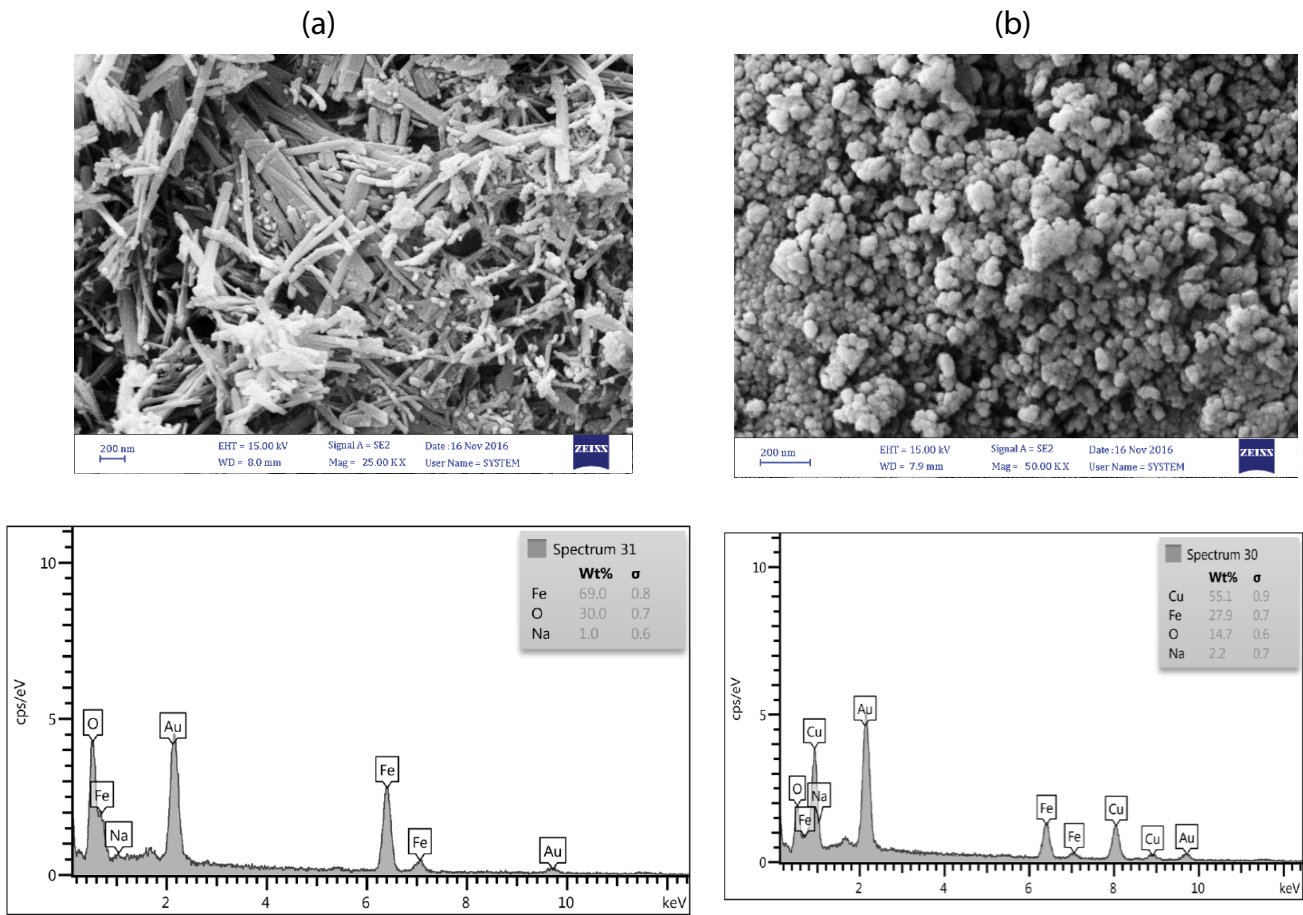 (a)
(b)
200 nm
EHT = 15.00 kV
Signal A = SE2
Date :16 Nov 2016
ZEISS
WD = 8.0 mm
Mag = 25.00 K X
User Name = SYSTEM
200 nm
EHT = 15.00 kV
Signal A = SE2
Date :16 Nov 2016
ZEISS
WD = 7.9 mm
Mag = 50.00 K X
User Name = SYSTEM
Spectrum 31
Wt% σ
Fe 69.0 0.8
O 30.0 0.7
Na 1.0 0.6
cps/eV
10
5
0
O
Fe
Na
Au
Fe
Fe
Au
2 4 6 8 10 keV
Spectrum 30
Wt% σ
Cu 55.1 0.9
Fe 27.9 0.7
O 14.7 0.6
Na 2.2 0.7
cps/eV
10
5
0
O
Fe
Cu
Na
Au
Fe
Fe
Cu
Cu
Au
2 4 6 8 10 keV